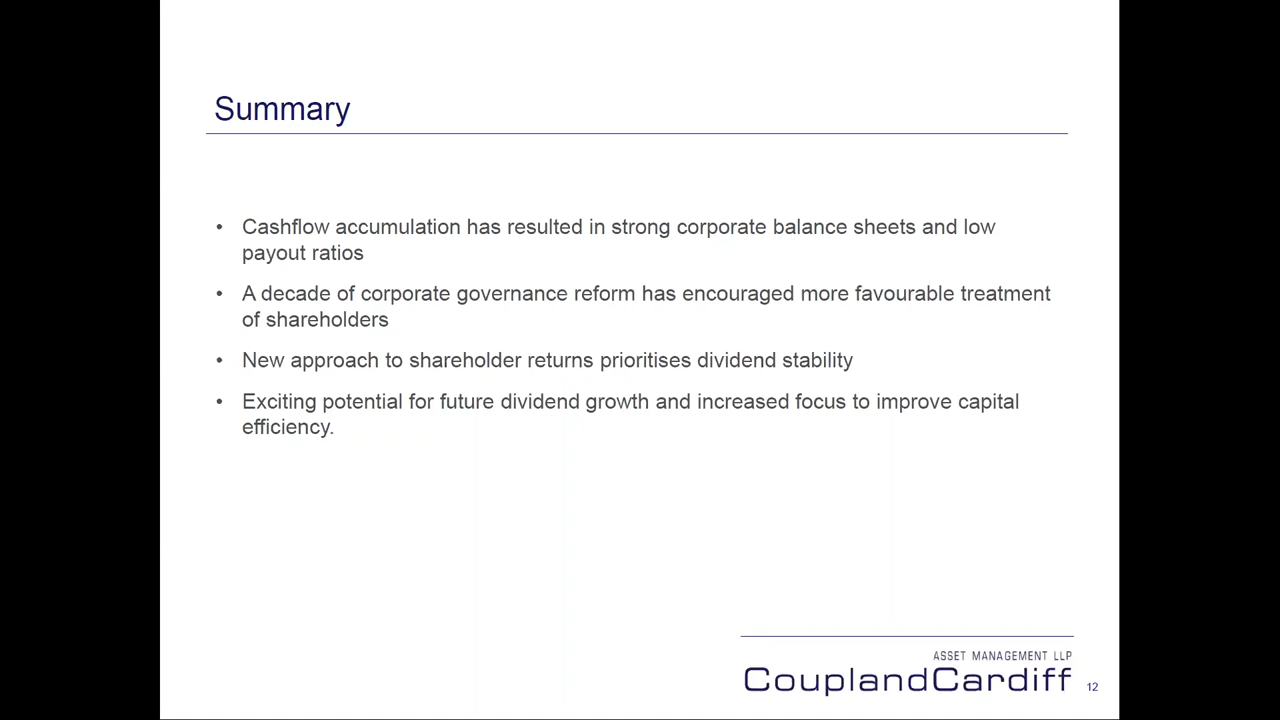 Summary
• Cashflow accumulation has resulted in strong corporate balance sheets and low
payout ratios
• A decade of corporate governance reform has encouraged more favourable treatment
of shareholders
• New approach to shareholder returns prioritises dividend stability
• Exciting potential for future dividend growth and increased focus to improve capital
efficiency.
ASSET MANAGEMENT LLP
CouplandCardiff
12